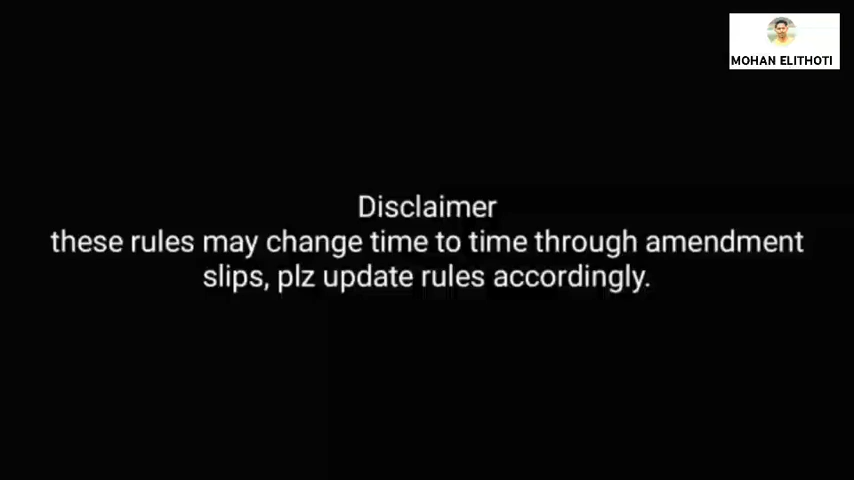 MOHAN ELITHOTI
Disclaimer
these rules may change time to time through amendment
slips, plz update rules accordingly.